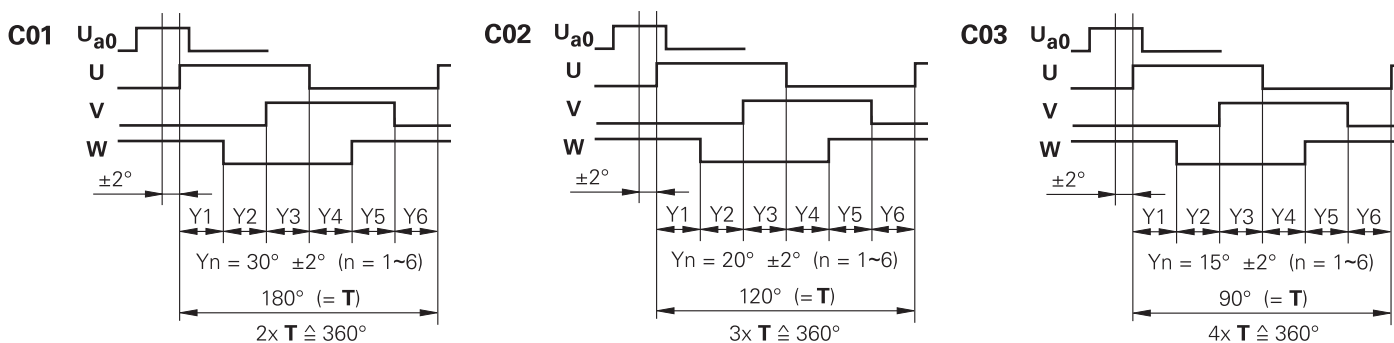 C01
Ua0
U
V
W
±2°
Y1 Y2 Y3 Y4 Y5 Y6
Yn = 30° ±2° (n = 1~6)
180° (= T)
2x T ≙ 360°
C02
Ua0
U
V
W
±2°
Y1 Y2 Y3 Y4 Y5 Y6
Yn = 20° ±2° (n = 1~6)
120° (= T)
3x T ≙ 360°
C03
Ua0
U
V
W
±2°
Y1 Y2 Y3 Y4 Y5 Y6
Yn = 15° ±2° (n = 1~6)
90° (= T)
4x T ≙ 360°